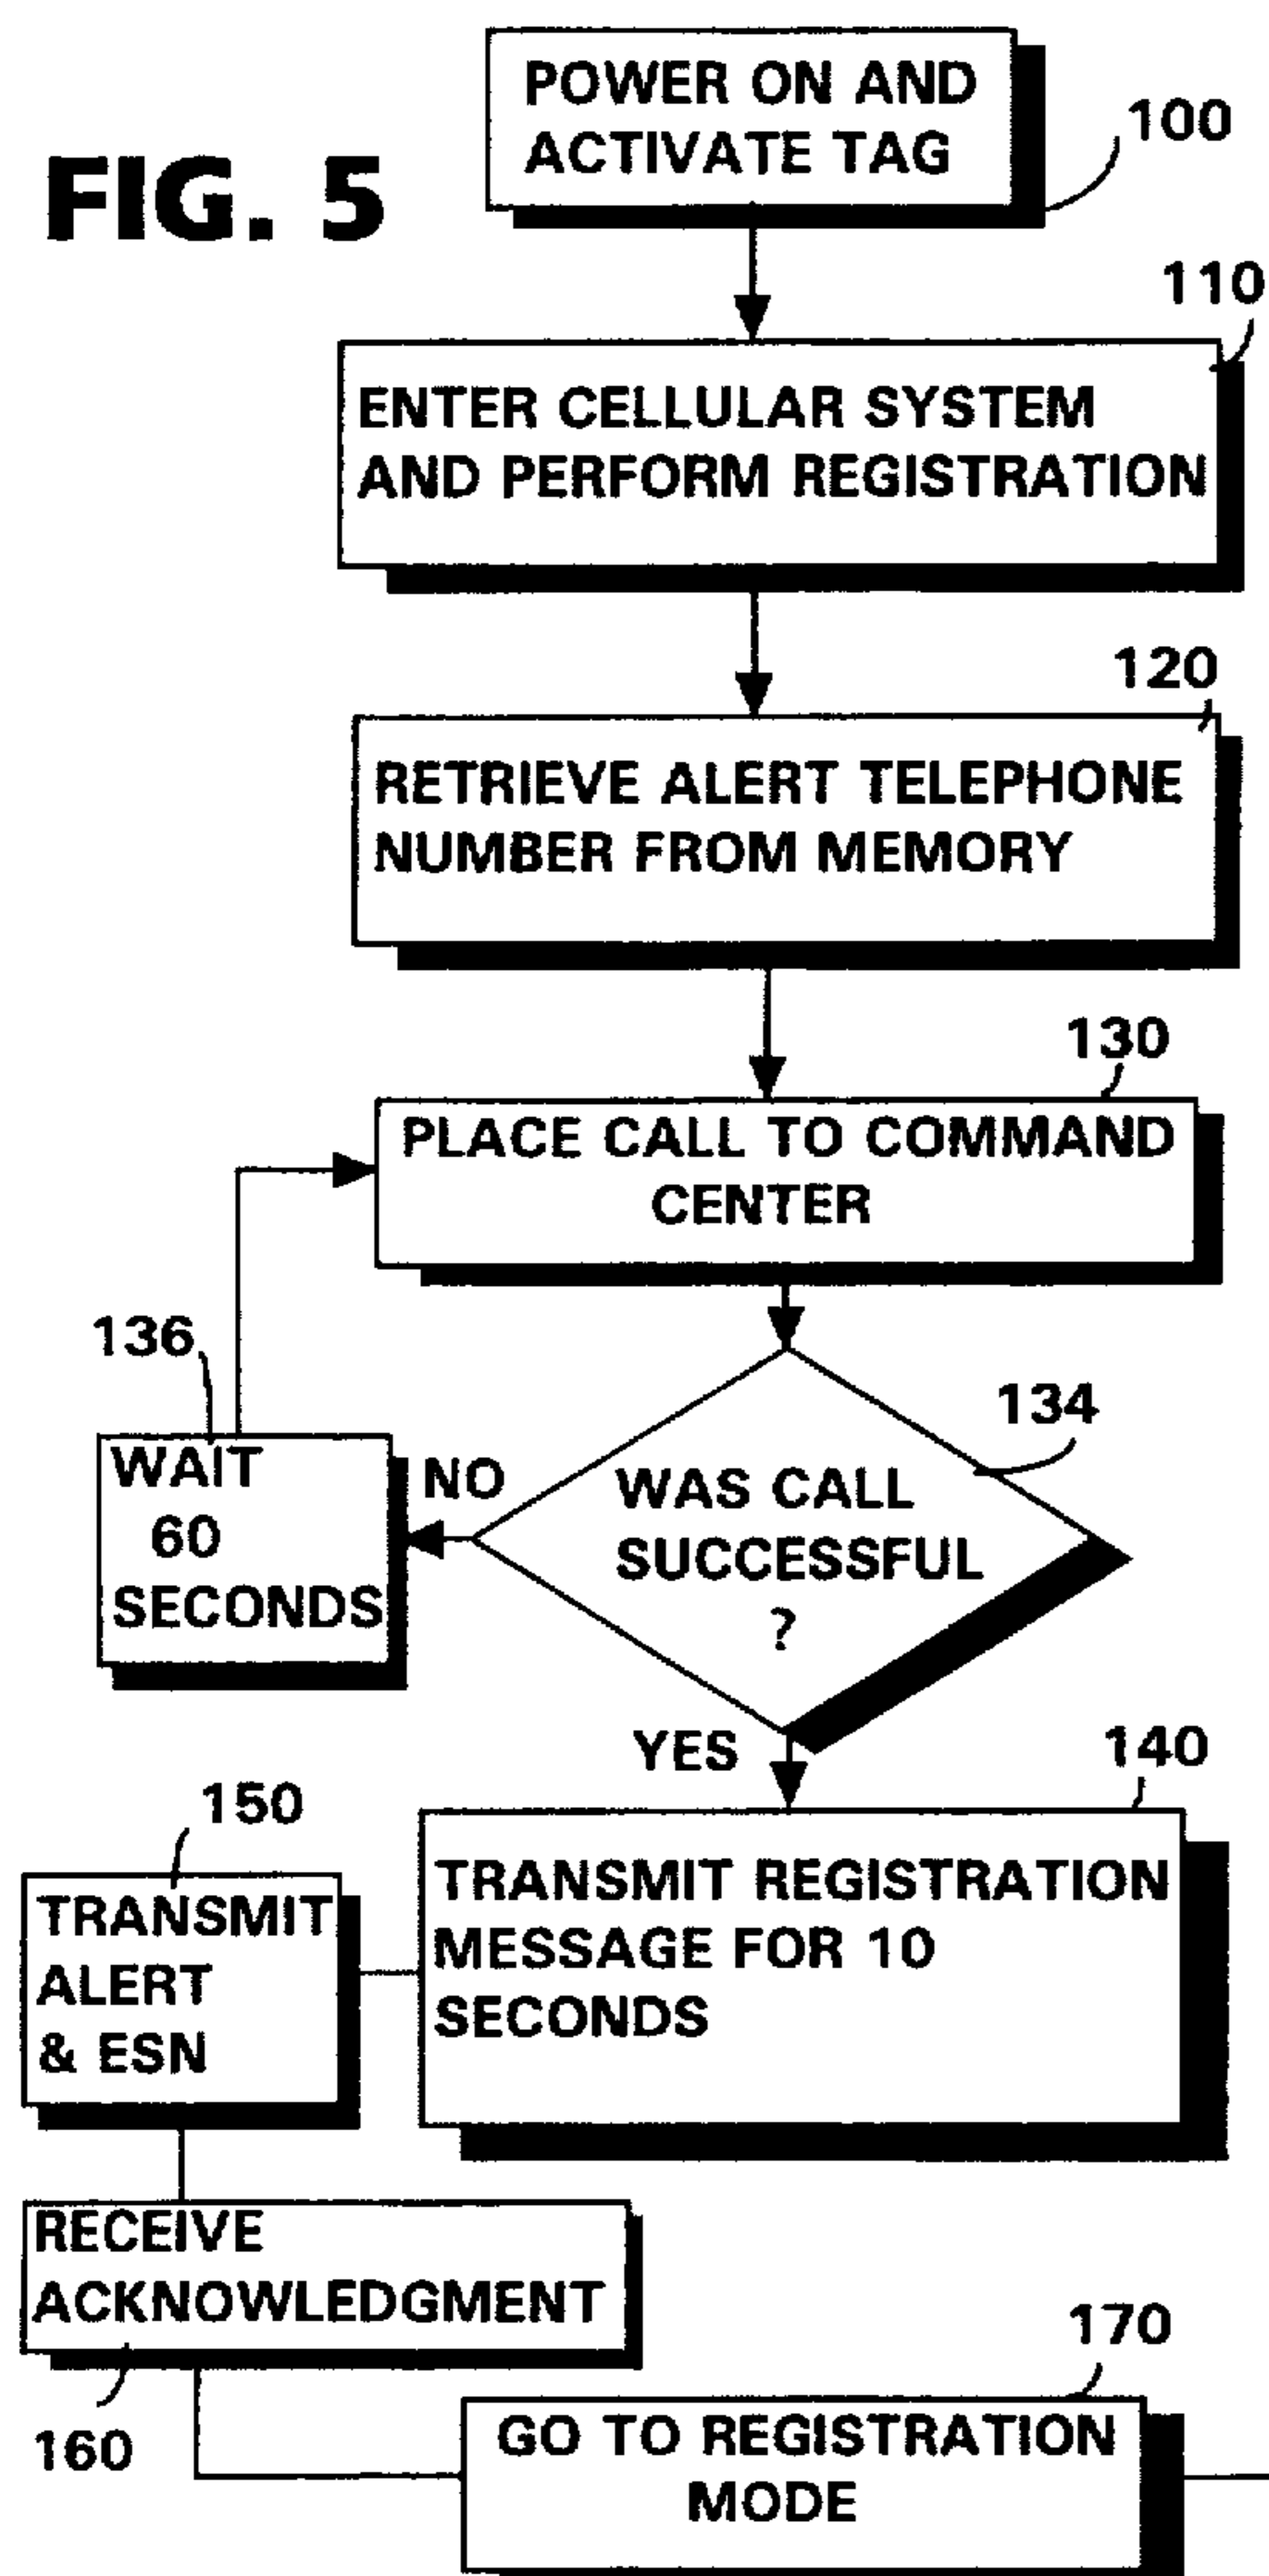 FIG. 5
POWER ON AND
ACTIVATE TAG
100
110
ENTER CELLULAR SYSTEM
AND PERFORM REGISTRATION
120
RETRIEVE ALERT TELEPHONE
NUMBER FROM MEMORY
130
PLACE CALL TO COMMAND
CENTER
136
WAIT
60
SECONDS
NO
134
WAS CALL
SUCCESSFUL
?
YES
140
TRANSMIT REGISTRATION
MESSAGE FOR 10
SECONDS
150
TRANSMIT
ALERT
& ESN
RECEIVE
ACKNOWLEDGMENT
160
170
GO TO REGISTRATION
MODE